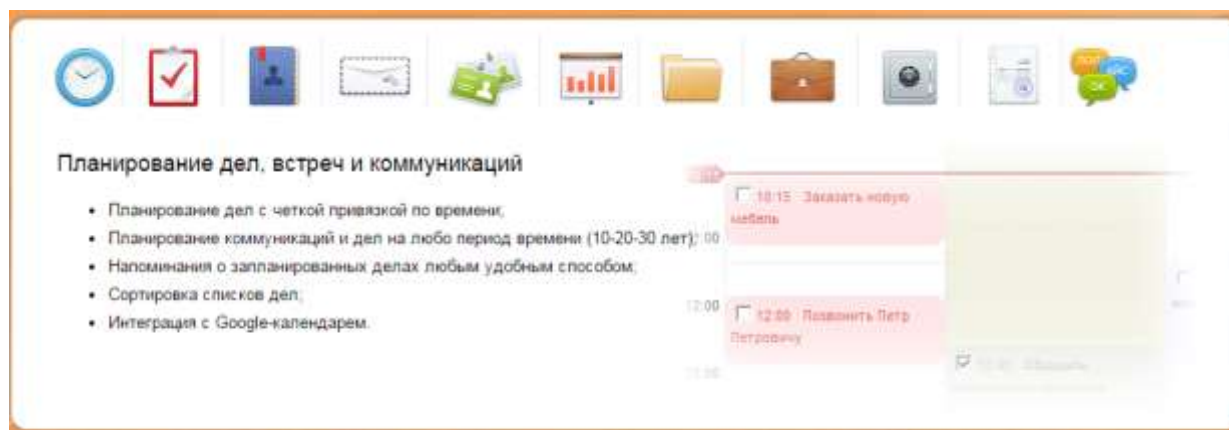 Планирование дел, встреч и коммуникаций
Планирование дел с четкой привязкой по времени;
Планирование коммуникаций и дел на любо период времени (10-20-30 лет);
Напоминания о запланированных делах любым удобным способом;
Сортировка списков дел;
Интеграция с Google-календарем.
10:15 Заказать новую
мебель
12:00
12:00 Позвонить Петр
Петровичу